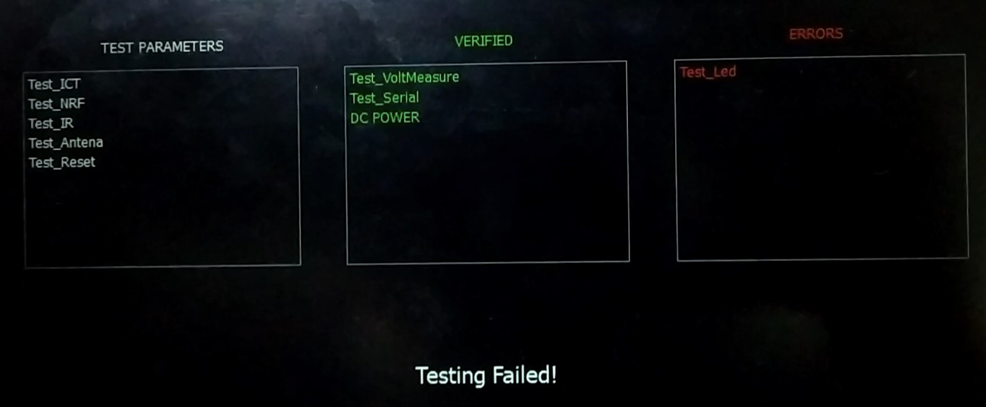 TEST PARAMETERS
Test_ICT
Test_NRF
Test_IR
Test_Antena
Test_Reset
VERIFIED
Test_VoltMeasure
Test_Serial
DC POWER
ERRORS
Test_Led
Testing Failed!